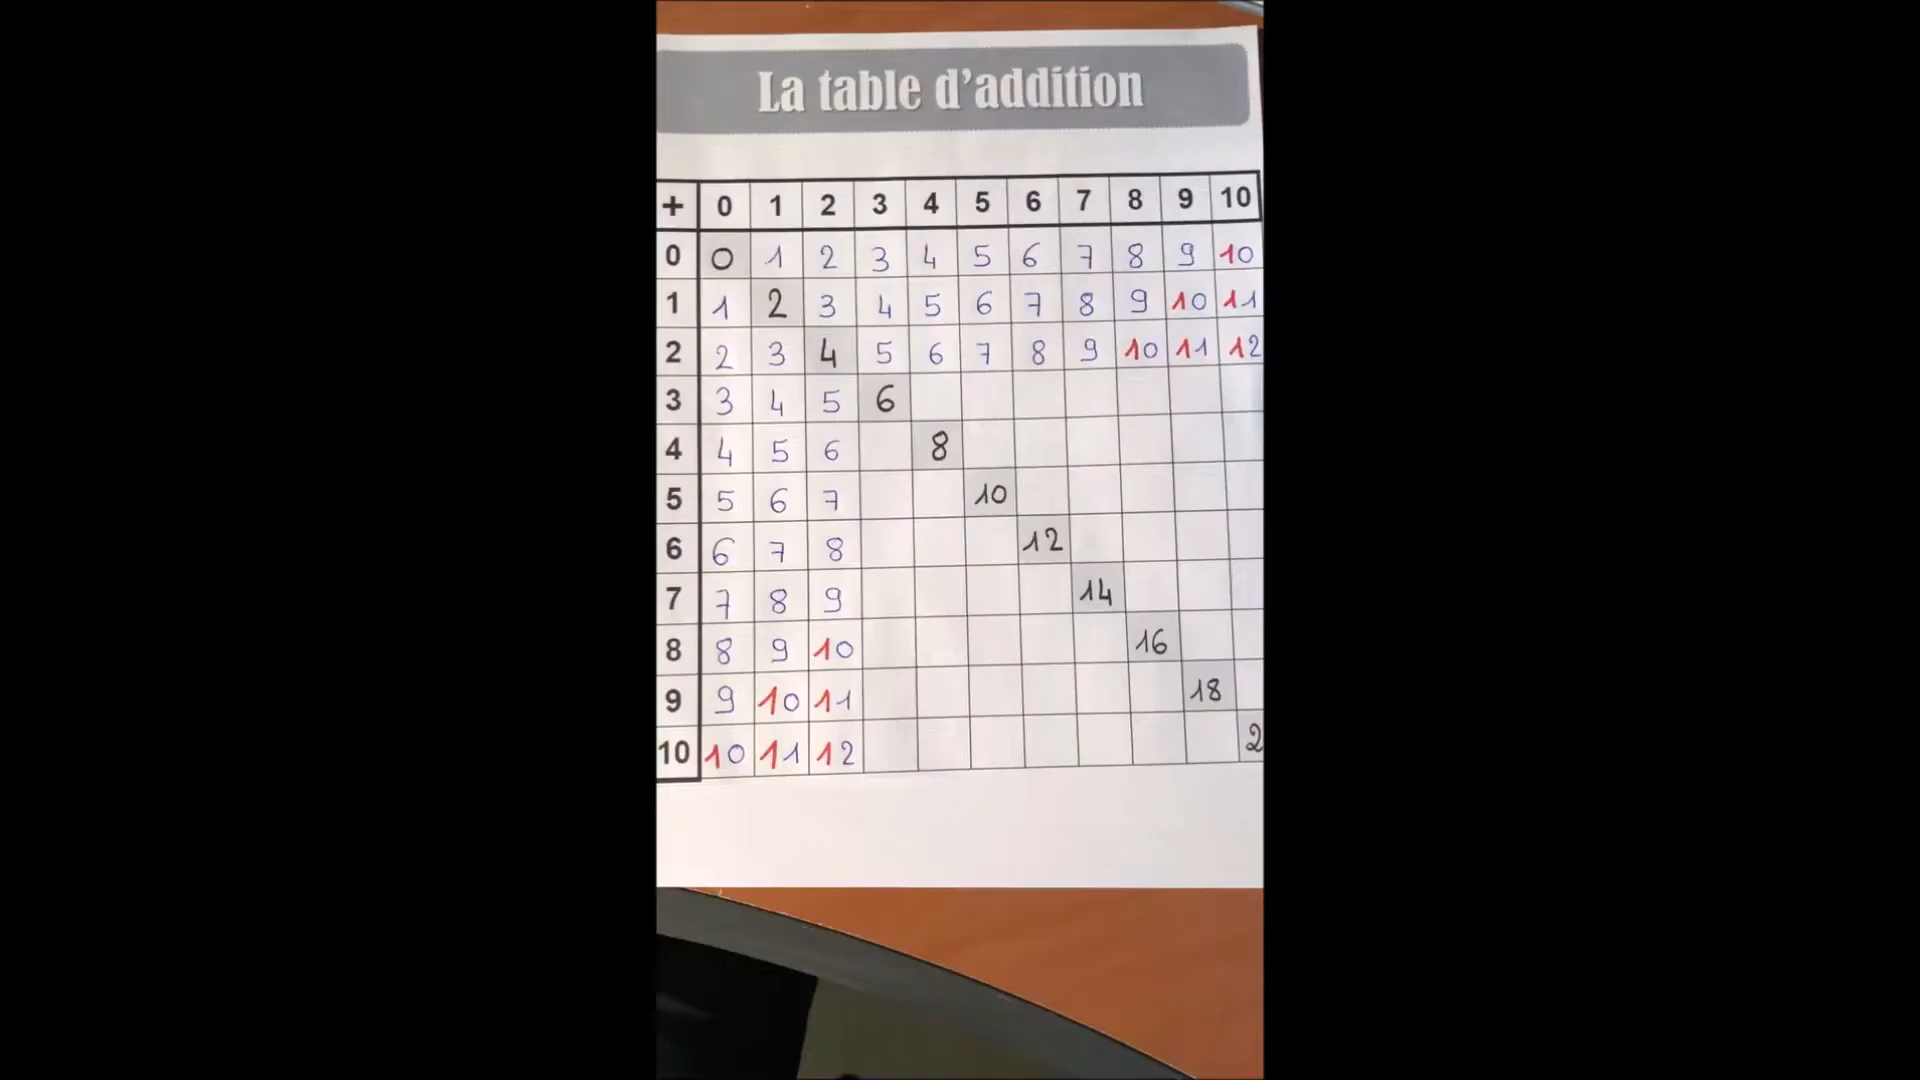 La table d'addition
+ 0 1 2 3 4 5 6 7 8 9 10
0 0 1 2 3 4 5 6 7 8 9 10
1 1 2 3 4 5 6 7 8 9 10 11
2 2 3 4 5 6 7 8 9 10 11 12
3 3 4 5 6
4 4 5 6 8
5 5 6 7 10
6 6 7 8 12
7 7 8 9 14
8 8 9 10 16
9 9 10 11 18
10 10 11 12 2